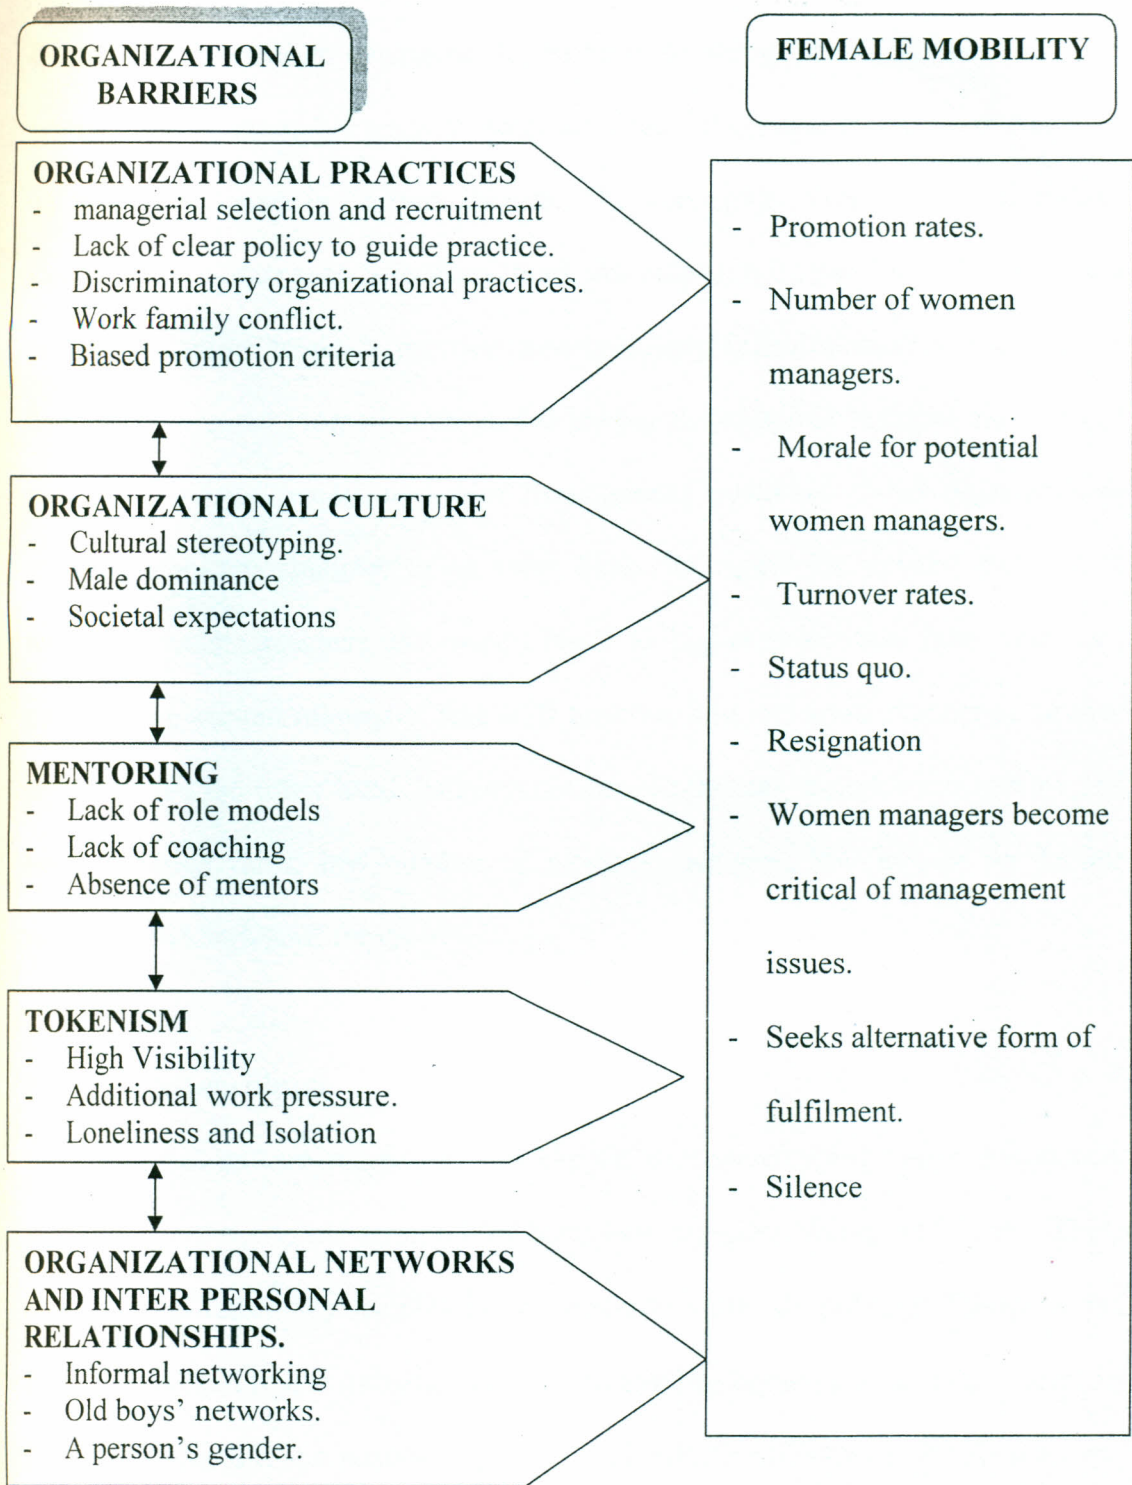 ORGANIZATIONAL
BARRIERS
ORGANIZATIONAL PRACTICES
- managerial selection and recruitment
- Lack of clear policy to guide practice.
- Discriminatory organizational practices.
- Work family conflict.
- Biased promotion criteria
ORGANIZATIONAL CULTURE
- Cultural stereotyping.
- Male dominance
- Societal expectations
MENTORING
- Lack of role models
- Lack of coaching
- Absence of mentors
TOKENISM
- High Visibility
- Additional work pressure.
- Loneliness and Isolation
ORGANIZATIONAL NETWORKS
AND INTER PERSONAL
RELATIONSHIPS.
- Informal networking
- Old boys’ networks.
- A person’s gender.
FEMALE MOBILITY
- Promotion rates.
- Number of women
managers.
- Morale for potential
women managers.
- Turnover rates.
- Status quo.
- Resignation
- Women managers become
critical of management
issues.
- Seeks alternative form of
fulfilment.
- Silence